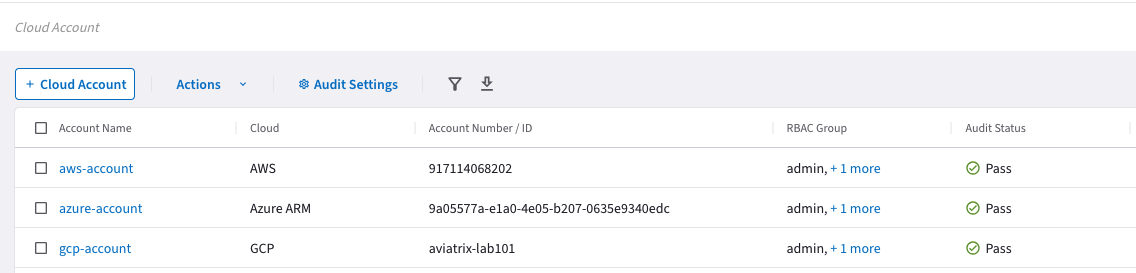 Cloud Account
+ Cloud Account Actions Audit Settings
Account Name Cloud Account Number / ID RBAC Group Audit Status
aws-account AWS 917114068202 admin, + 1 more Pass
azure-account Azure ARM 9a05577a-e1a0-4e05-b207-0635e9340edc admin, + 1 more Pass
gcp-account GCP aviatrix-lab101 admin, + 1 more Pass